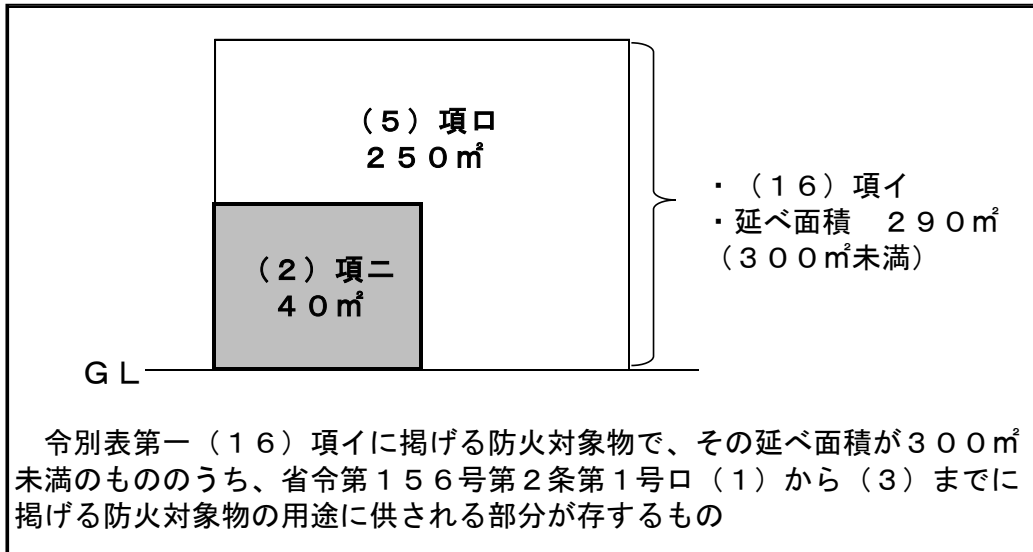 （５）項ロ
２５０㎡
・（１６）項イ
・延べ面積　２９０㎡
（３００㎡未満）
（２）項ニ
４０㎡
ＧＬ
令別表第一（１６）項イに掲げる防火対象物で、その延べ面積が３００㎡
未満のもののうち、省令第１５６号第２条第１号ロ（１）から（３）までに
掲げる防火対象物の用途に供される部分が存するもの